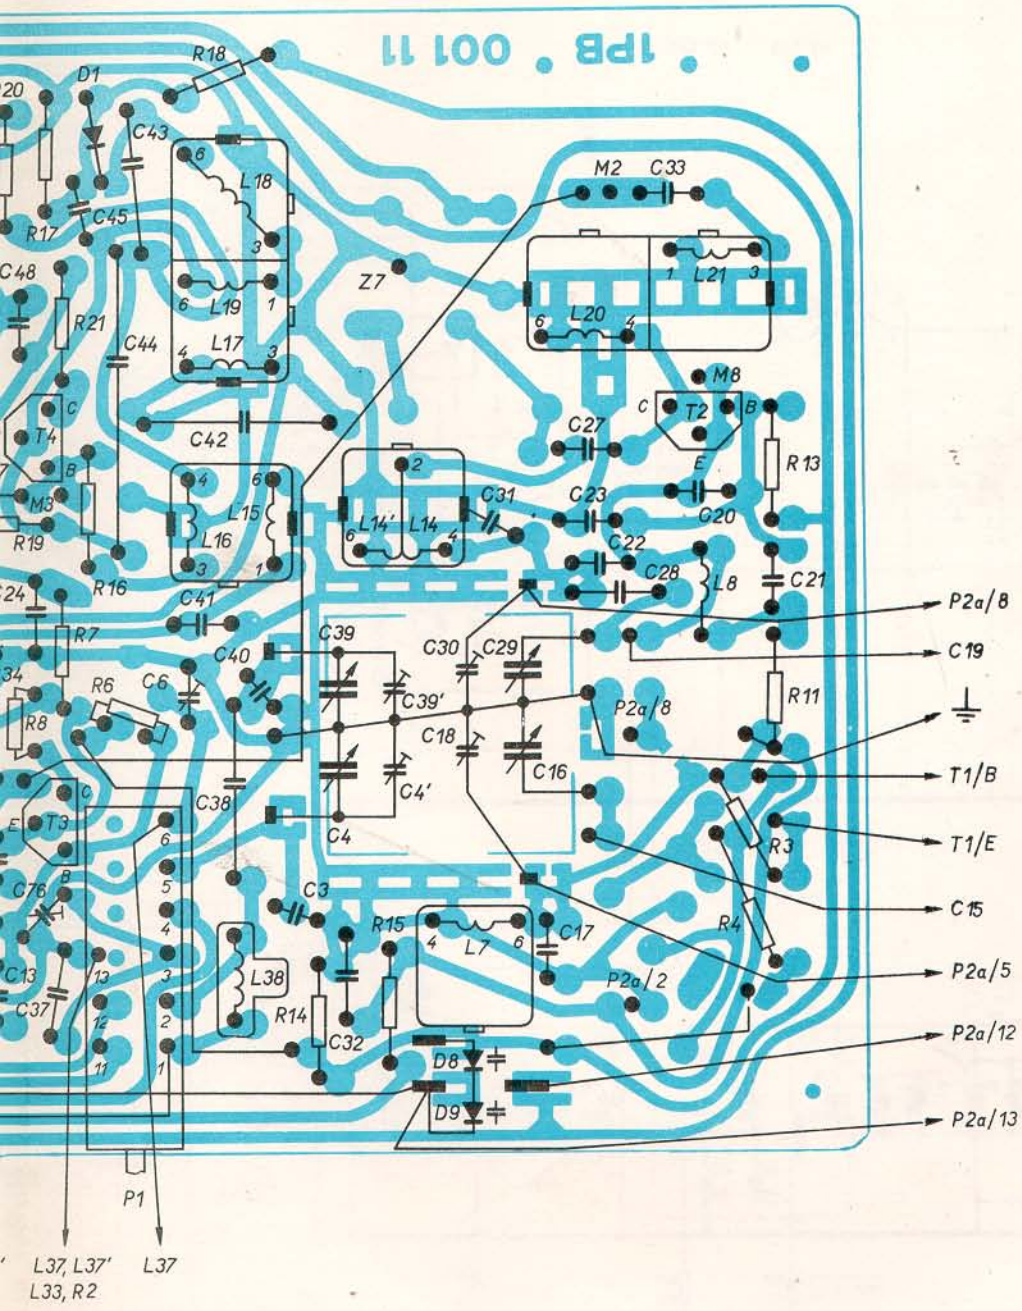 1PB 001 11
R18
D1
C43
M2 C33
6
L18
C45
R17
3
C48
Z7
1
L21
3
6
L19
1
R21
L20
6
4
C44
L17
4
3
M8
C
T2
B
C
T4
C42
C27
B
E
R13
M3
4
6
2
C31
C23
C20
L15
L16
L14'
L14
R19
6
4
C22
3
1
R16
C28
L8
C21
C24
C41
P2a/8
C39
R7
C30
C29
C40
C19
R6
C6
R8
C39'
P2a/8
R11
C18
C16
T1/B
C
C38
C4'
E
T3
C4
6
R3
T1/E
B
5
C76
C3
C15
4
R15
R4
4
L7
6
C17
13
3
P2a/5
C13
L38
P2a/2
C37
12
2
R14
C32
P2a/12
11
1
D8
D9
P2a/13
P1
L37, L37' L37
L33, R2